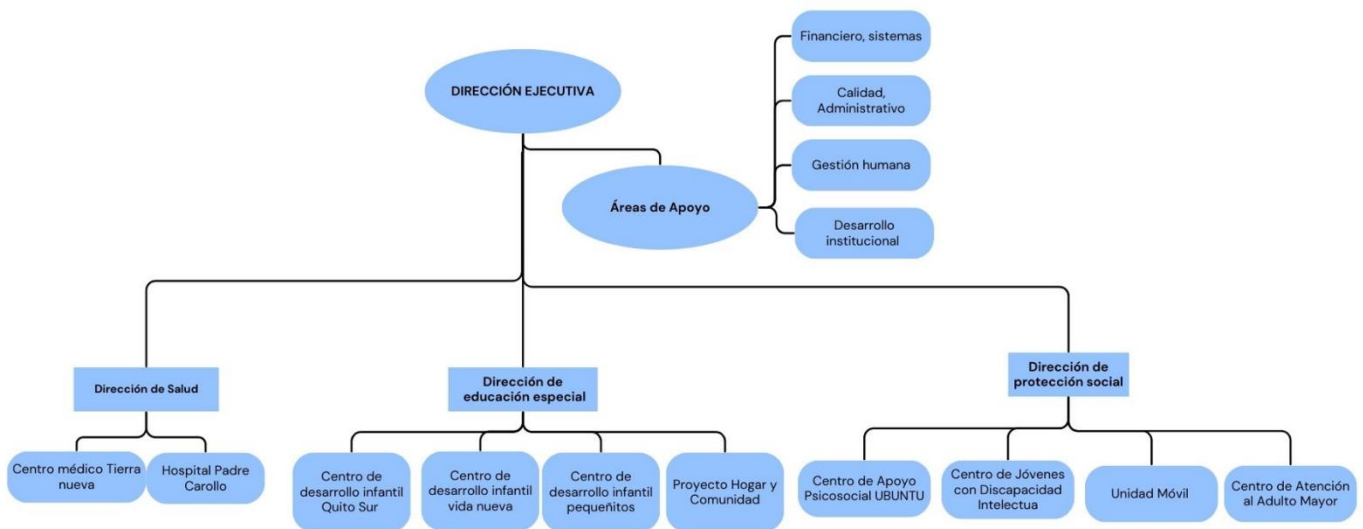 Financiero, sistemas
DIRECCIÓN EJECUTIVA
Calidad,
Administrativo
Gestión humana
Áreas de Apoyo
Desarrollo
institucional
Dirección de Salud
Dirección de
educación especial
Dirección de
protección social
Centro médico Tierra
nueva
Hospital Padre
Carollo
Centro de
desarrollo infantil
Quito Sur
Centro de
desarrollo infantil
vida nueva
Centro de
desarrollo infantil
pequeñitos
Proyecto Hogar y
Comunidad
Centro de Apoyo
Psicosocial UBUNTU
Centro de Jóvenes
con Discapacidad
Intelectua
Unidad Móvil
Centro de Atención
al Adulto Mayor